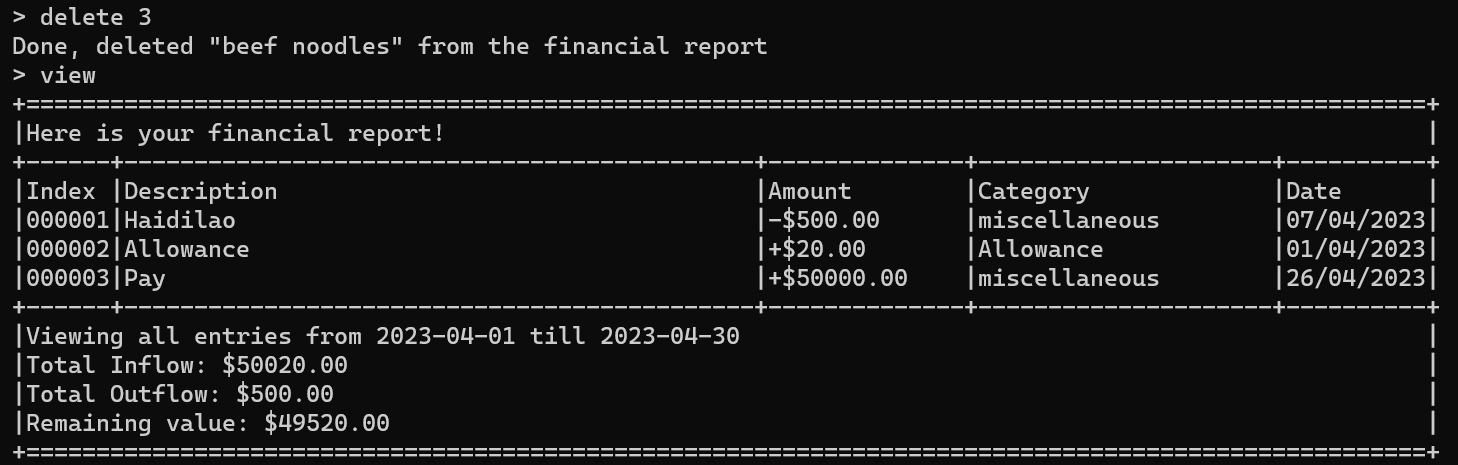 > delete 3
Done, deleted "beef noodles" from the financial report
> view
+====================================================================================================+
|Here is your financial report!                                                                      |
+------+---------------------------------------------+--------------+---------------------+----------+
|Index |Description                                  |Amount        |Category             |Date      |
|000001|Haidilao                                     |-$500.00      |miscellaneous        |07/04/2023|
|000002|Allowance                                    |+$20.00       |Allowance            |01/04/2023|
|000003|Pay                                          |+$50000.00    |miscellaneous        |26/04/2023|
+------+---------------------------------------------+--------------+---------------------+----------+
|Viewing all entries from 2023-04-01 till 2023-04-30                                                 |
|Total Inflow: $50020.00                                                                             |
|Total Outflow: $500.00                                                                              |
|Remaining value: $49520.00                                                                          |
+====================================================================================================+